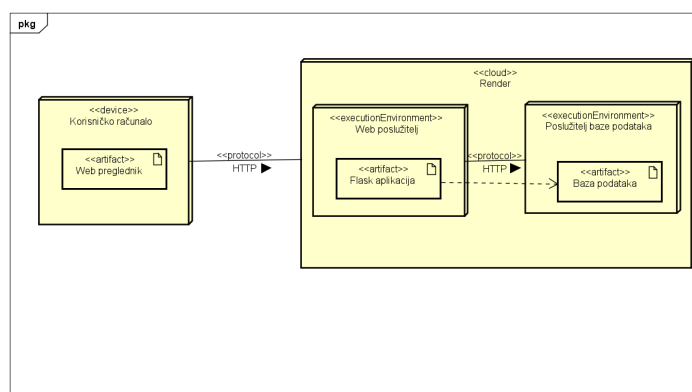 pkg
<<cloud>>
Render
<<device>>
Korisničko računalo
<<artifact>>
Web preglednik
<<protocol>>
HTTP
<<executionEnvironment>>
Web poslužitelj
<<artifact>>
Flask aplikacija
<<protocol>>
HTTP
<<executionEnvironment>>
Poslužitelj baze podataka
<<artifact>>
Baza podataka